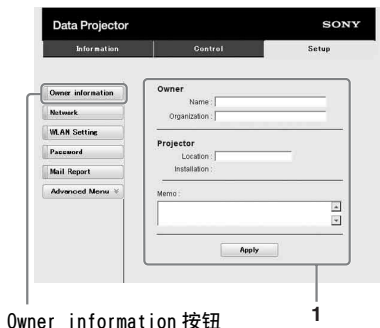 Data Projector
SONY
Information
Control
Setup
Owner information
Network
WLAN Setting
Password
Mail Report
Advanced Menu
Owner
Name :
Organization :
Projector
Location :
Installation :
Memo :
Apply
Owner information 按钮
1